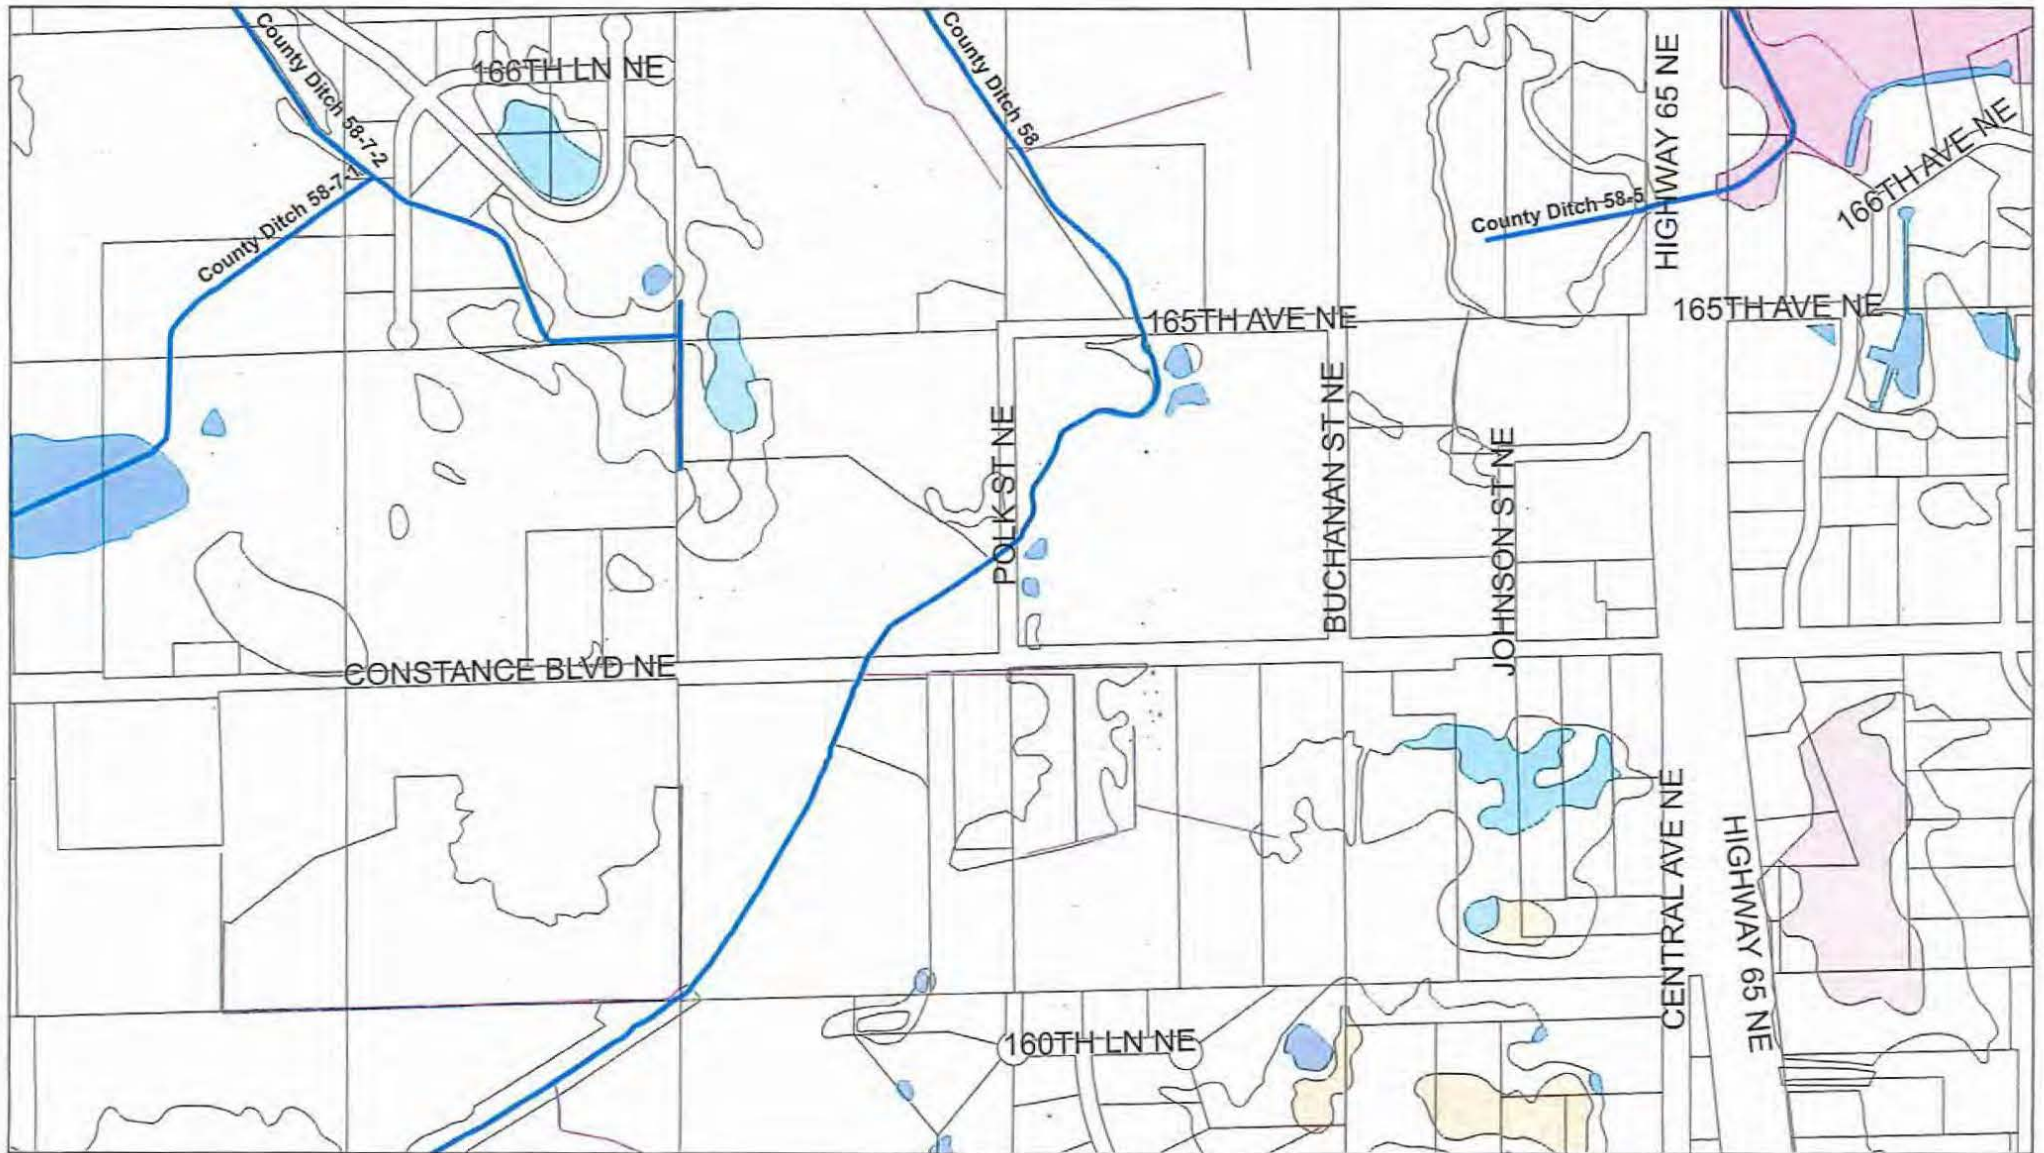 County Ditch 58-7-2
166TH LN NE
County Ditch 58
HIGHWAY 65 NE
166TH AVE NE
County Ditch 58-7-1
County Ditch 58-5
165TH AVE NE
165TH AVE NE
POLK ST NE
BUCHANAN ST NE
JOHNSON ST NE
CONSTANCE BLVD NE
CENTRAL AVE NE
HIGHWAY 65 NE
160TH LN NE